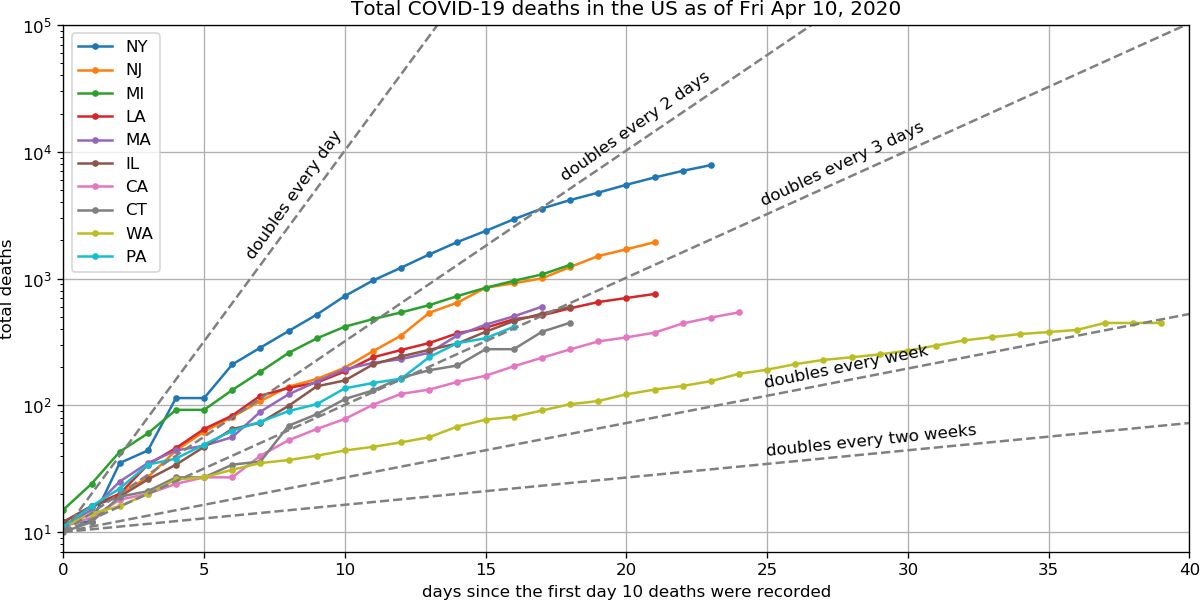 Total COVID-19 deaths in the US as of Fri Apr 10, 2020
10^5
10^4
10^3
10^2
10^1
total deaths
NY
NJ
MI
LA
MA
IL
CA
CT
WA
PA
doubles every day
doubles every 2 days
doubles every 3 days
doubles every week
doubles every two weeks
0 5 10 15 20 25 30 35 40
days since the first day 10 deaths were recorded